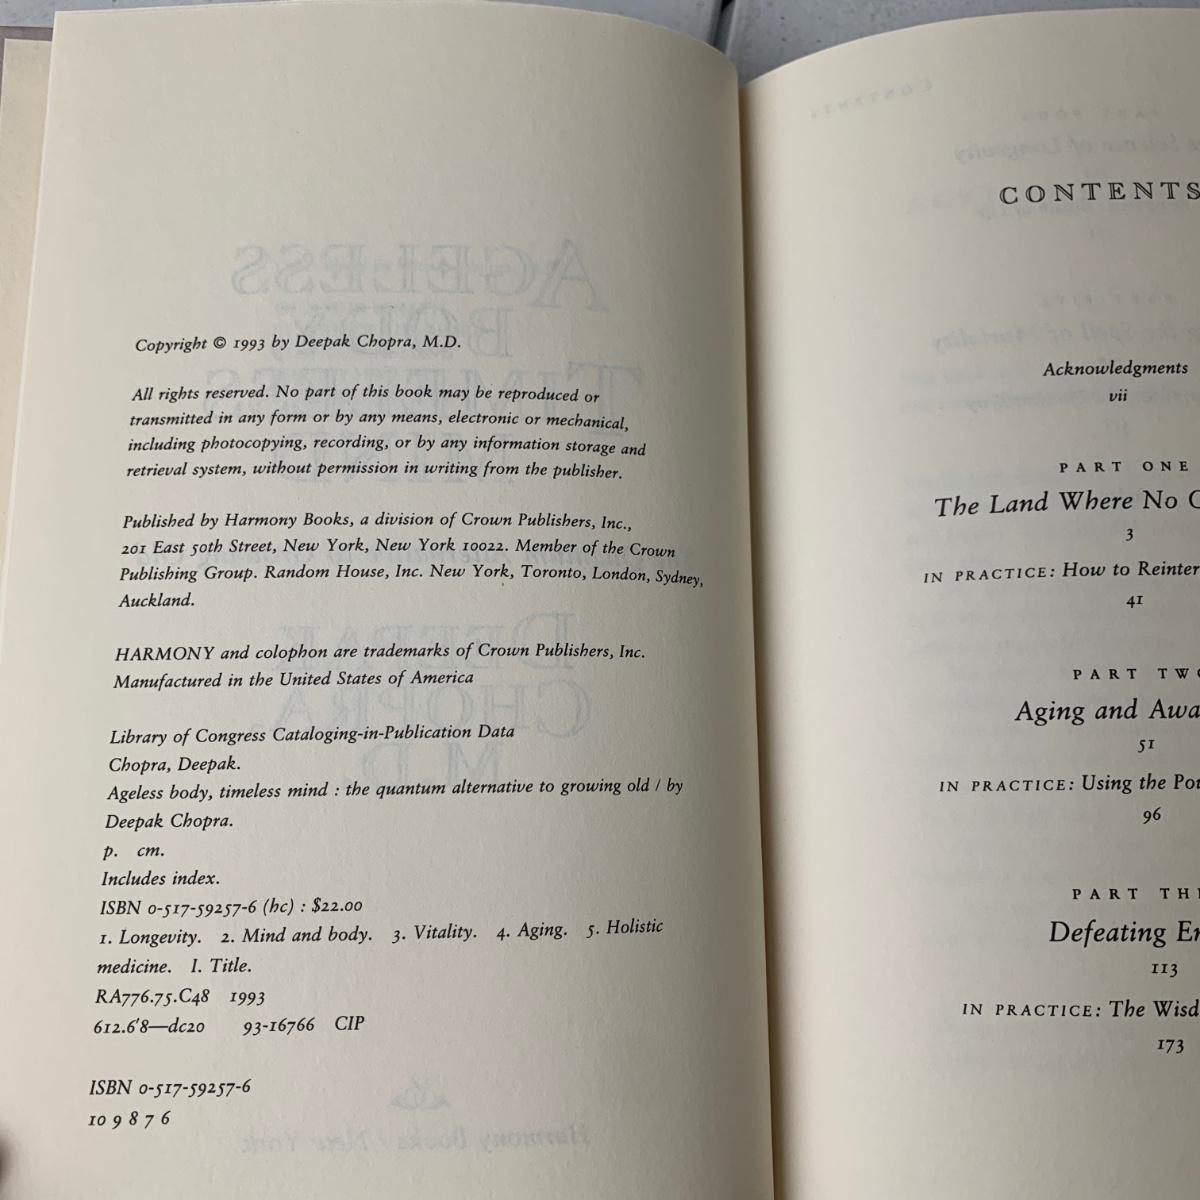 Copyright © 1993 by Deepak Chopra, M.D.
All rights reserved. No part of this book may be reproduced or
transmitted in any form or by any means, electronic or mechanical,
including photocopying, recording, or by any information storage and
retrieval system, without permission in writing from the publisher.
Published by Harmony Books, a division of Crown Publishers, Inc.,
201 East 50th Street, New York, New York 10022. Member of the Crown
Publishing Group. Random House, Inc. New York, Toronto, London, Sydney,
Auckland.
HARMONY and colophon are trademarks of Crown Publishers, Inc.
Manufactured in the United States of America
Library of Congress Cataloging-in-Publication Data
Chopra, Deepak.
Ageless body, timeless mind : the quantum alternative to growing old / by
Deepak Chopra.
p. cm.
Includes index.
ISBN 0-517-59257-6 (hc) : $22.00
1. Longevity. 2. Mind and body. 3. Vitality. 4. Aging. 5. Holistic
medicine. I. Title.
RA776.75.C48 1993
612.6'8—dc20 93-16766 CIP
ISBN 0-517-59257-6
10 9 8 7 6
CONTENTS
Acknowledgments
vii
PART ONE
The Land Where No
3
IN PRACTICE: How to
41
PART
Aging and
51
IN PRACTICE: Using the
96
PART
Defeating
113
IN PRACTICE: The
173